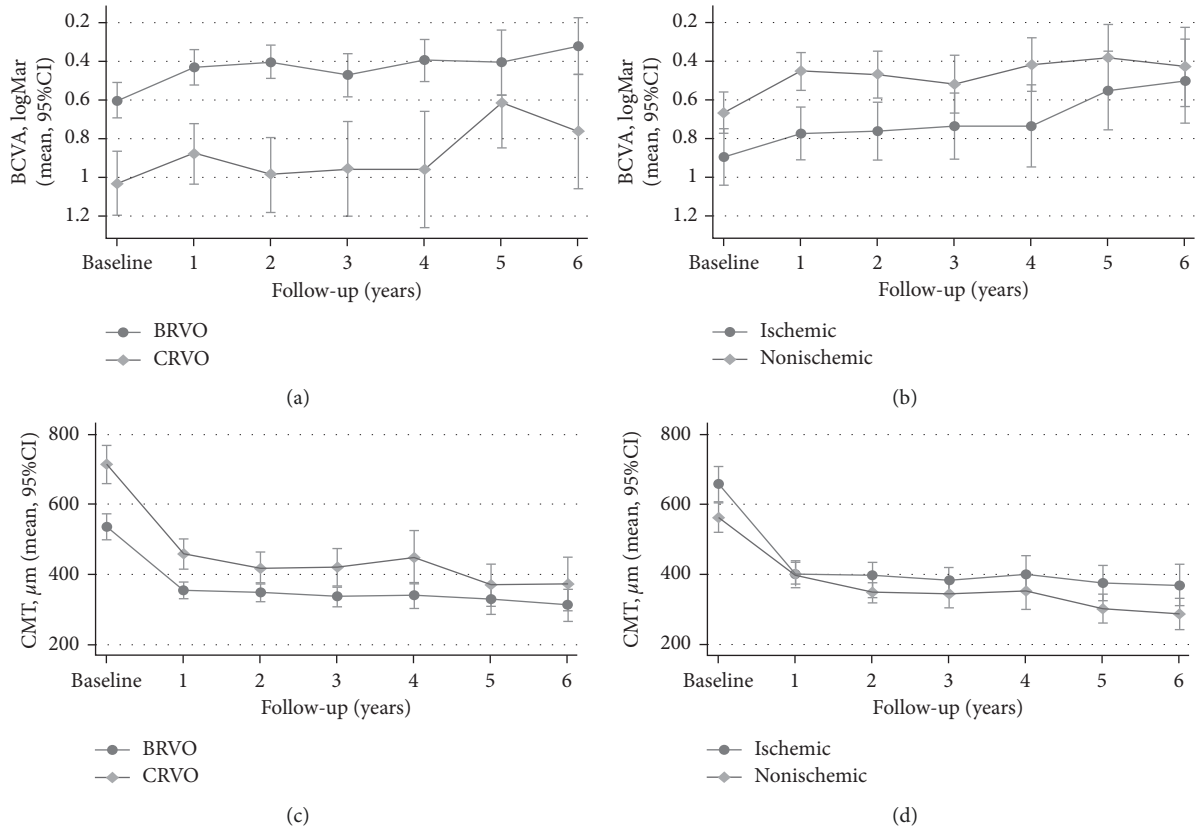 BCVA, logMar
(mean, 95%CI)
0.2
0.4
0.6
0.8
1
1.2
Baseline 1 2 3 4 5 6
Follow-up (years)
BRVO
CRVO
(a)
BCVA, logMar
(mean, 95%CI)
0.2
0.4
0.6
0.8
1
1.2
Baseline 1 2 3 4 5 6
Follow-up (years)
Ischemic
Nonischemic
(b)
CMT, μm (mean, 95%CI)
800
600
400
200
Baseline 1 2 3 4 5 6
Follow-up (years)
BRVO
CRVO
(c)
CMT, μm (mean, 95%CI)
800
600
400
200
Baseline 1 2 3 4 5 6
Follow-up (years)
Ischemic
Nonischemic
(d)